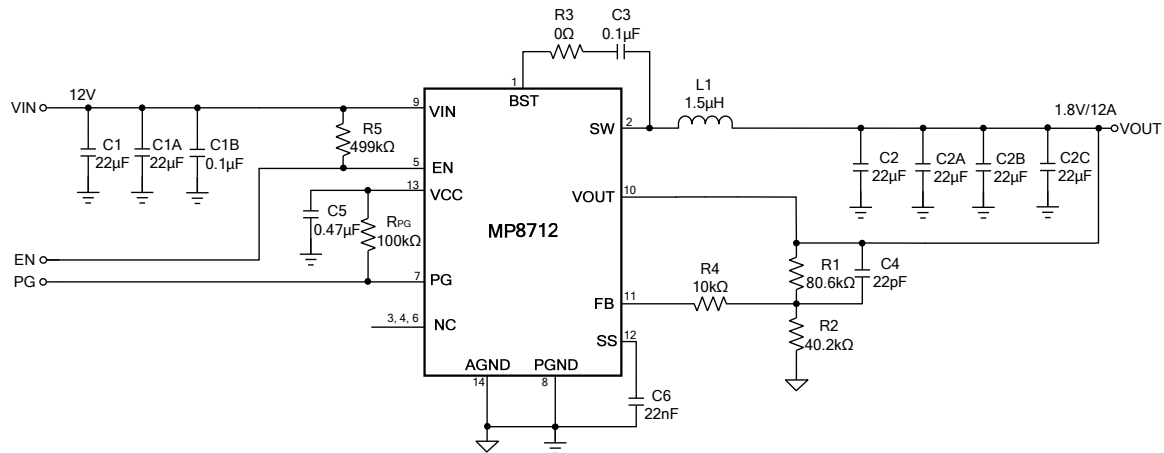 R3
0Ω
C3
0.1µF
1
BST
VIN
12V
9
VIN
C1
22µF
C1A
22µF
C1B
0.1µF
R5
499kΩ
5
EN
13
VCC
C5
0.47µF
RPG
100kΩ
EN
PG
7
PG
3, 4, 6
NC
MP8712
SW
2
L1
1.5µH
1.8V/12A
VOUT
C2
22µF
C2A
22µF
C2B
22µF
C2C
22µF
VOUT
10
R1
80.6kΩ
C4
22pF
R4
10kΩ
FB
11
R2
40.2kΩ
SS
12
AGND
14
PGND
8
C6
22nF